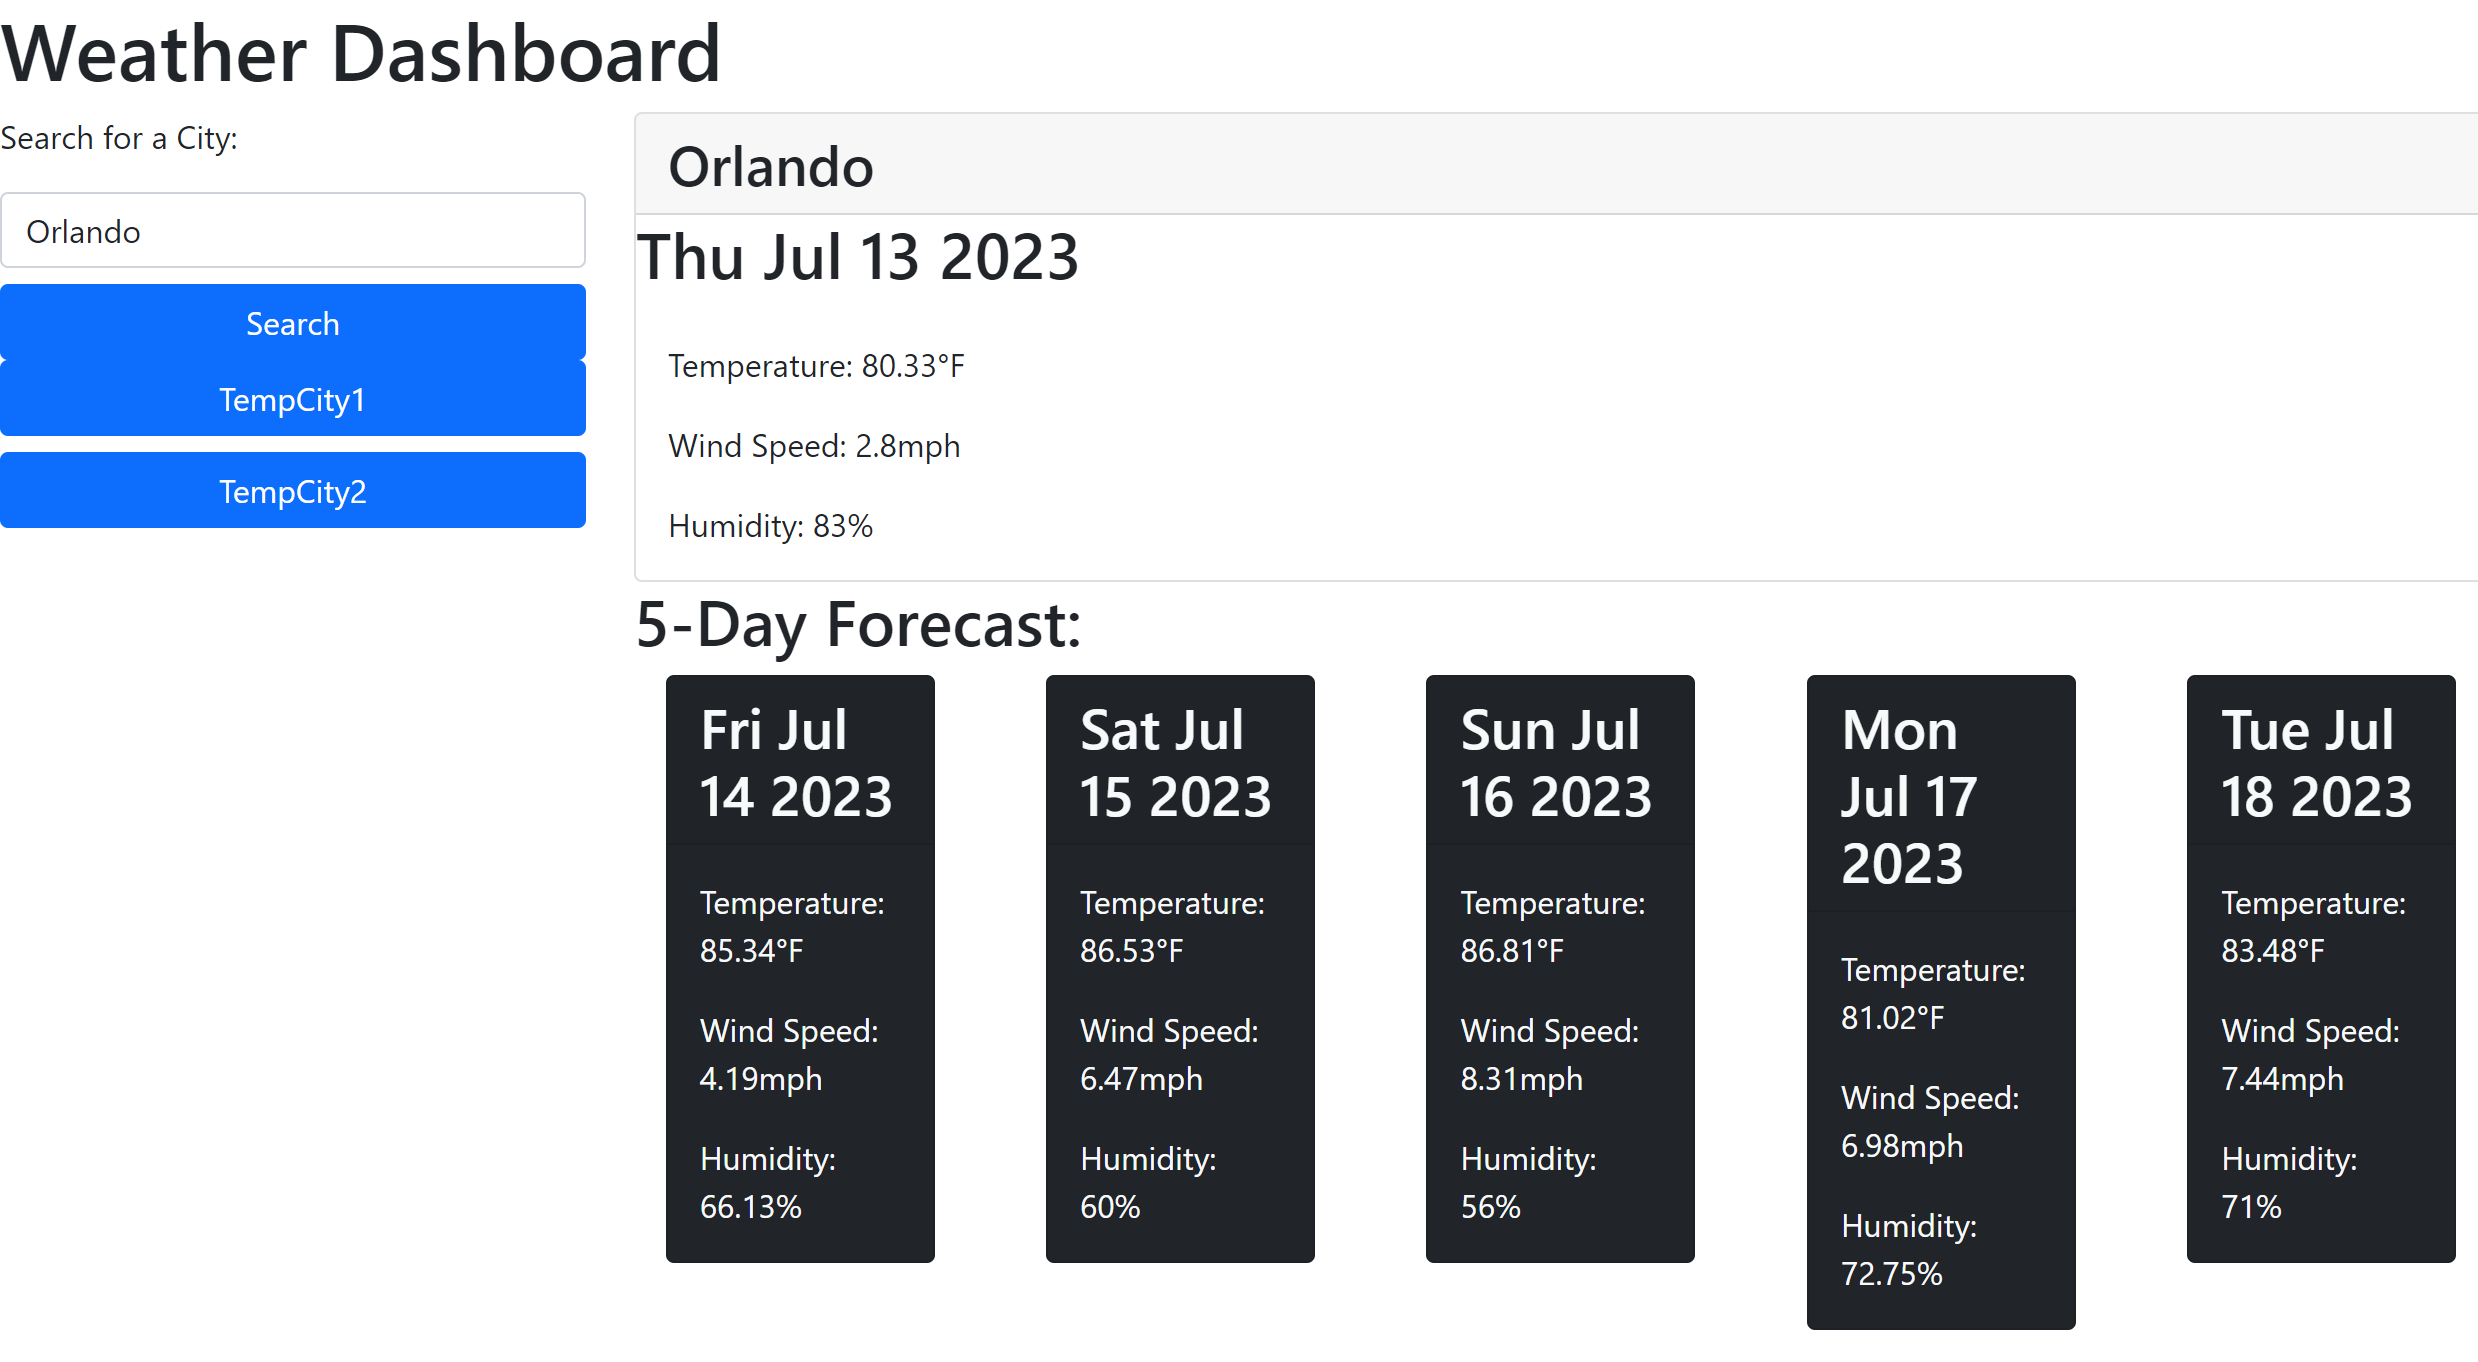 Weather Dashboard
Search for a City:
Orlando
Search
TempCity1
TempCity2
Orlando
Thu Jul 13 2023
Temperature: 80.33°F
Wind Speed: 2.8mph
Humidity: 83%
5-Day Forecast:
Fri Jul
14 2023
Temperature:
85.34°F
Wind Speed:
4.19mph
Humidity:
66.13%
Sat Jul
15 2023
Temperature:
86.53°F
Wind Speed:
6.47mph
Humidity:
60%
Sun Jul
16 2023
Temperature:
86.81°F
Wind Speed:
8.31mph
Humidity:
56%
Mon
Jul 17
2023
Temperature:
81.02°F
Wind Speed:
6.98mph
Humidity:
72.75%
Tue Jul
18 2023
Temperature:
83.48°F
Wind Speed:
7.44mph
Humidity:
71%